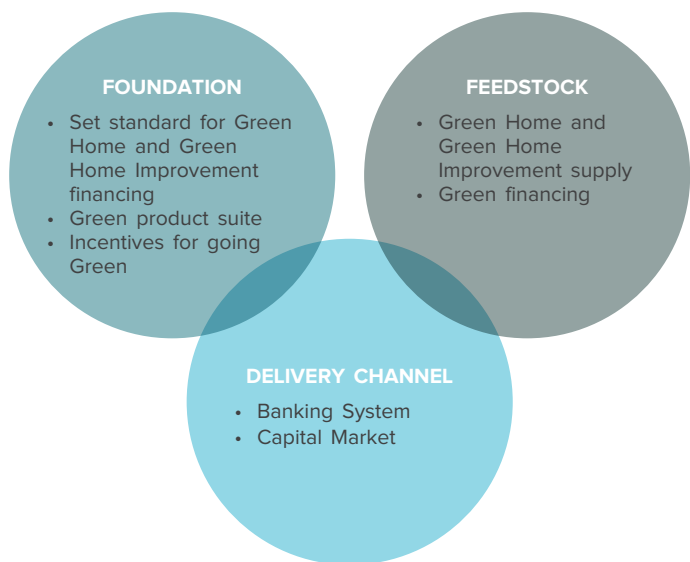 FOUNDATION
• Set standard for Green
Home and Green
Home Improvement
financing
• Green product suite
• Incentives for going
Green
FEEDSTOCK
• Green Home and
Green Home
Improvement supply
• Green financing
DELIVERY CHANNEL
• Banking System
• Capital Market